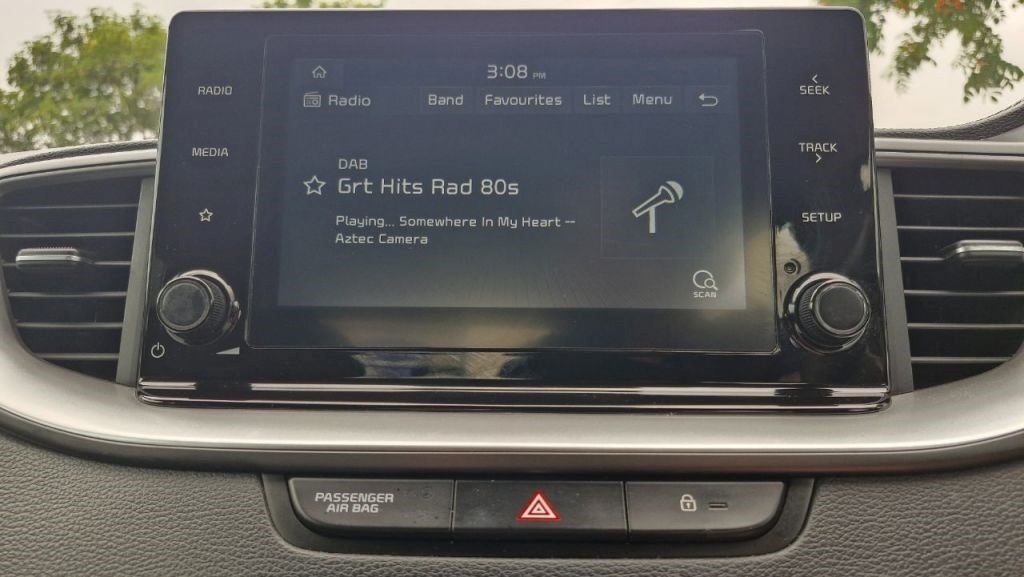 3:08 PM
RADIO
MEDIA
Radio
Band
Favourites
List
Menu
DAB
Grt Hits Rad 80s
Playing... Somewhere In My Heart --
Aztec Camera
SCAN
SEEK
TRACK
SETUP
PASSENGER
AIR BAG